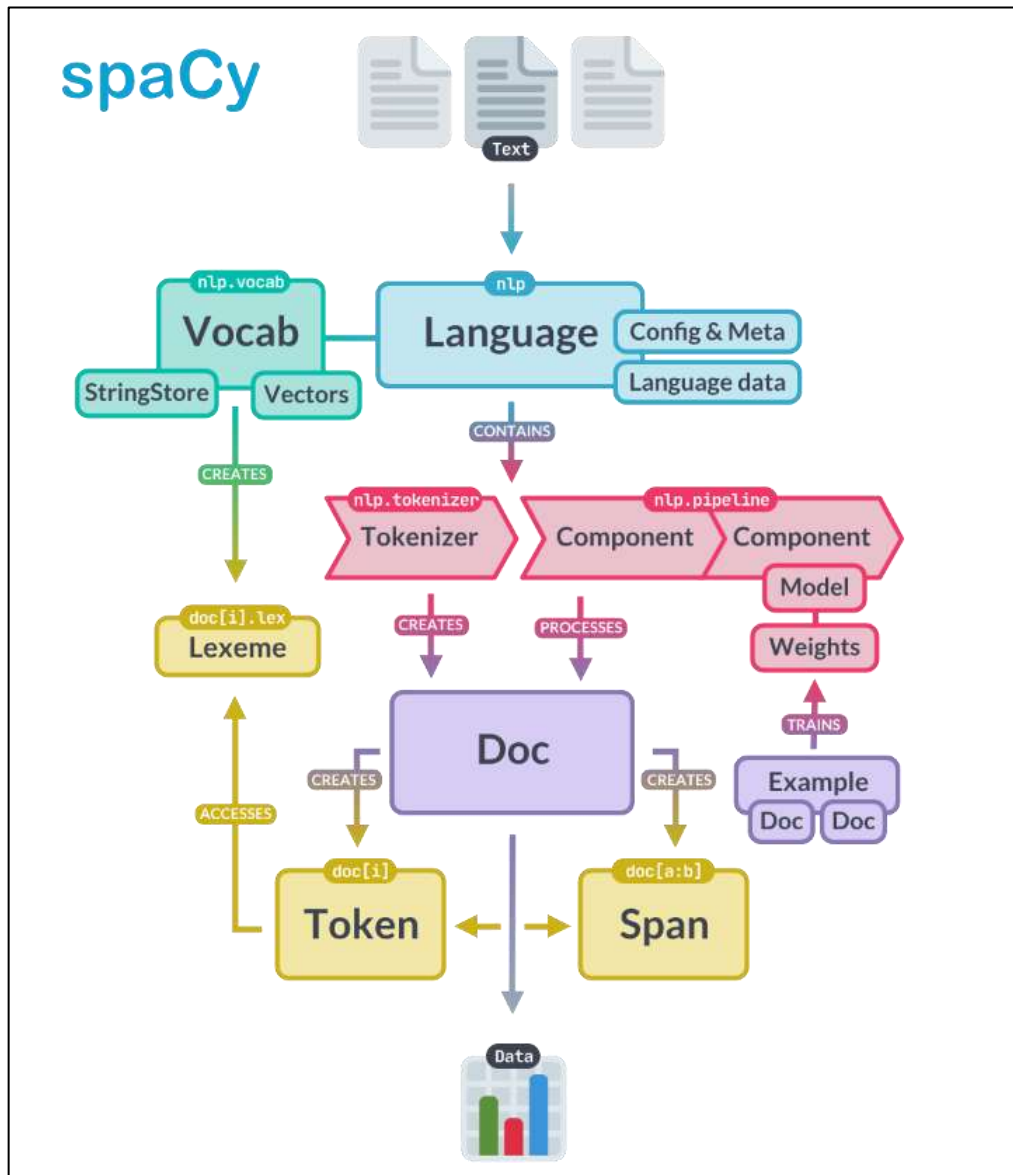 spaCy
Text
nlp.vocab
nlp
Vocab
Language
Config & Meta
StringStore
Vectors
Language data
CONTAINS
CREATES
nlp.tokenizer
nlp.pipeline
Tokenizer
Component
Component
Model
doc[i].lex
CREATES
PROCESSES
Lexeme
Weights
TRAINS
Doc
CREATES
CREATES
Example
ACCESSES
Doc
Doc
doc[i]
doc[a:b]
Token
Span
Data